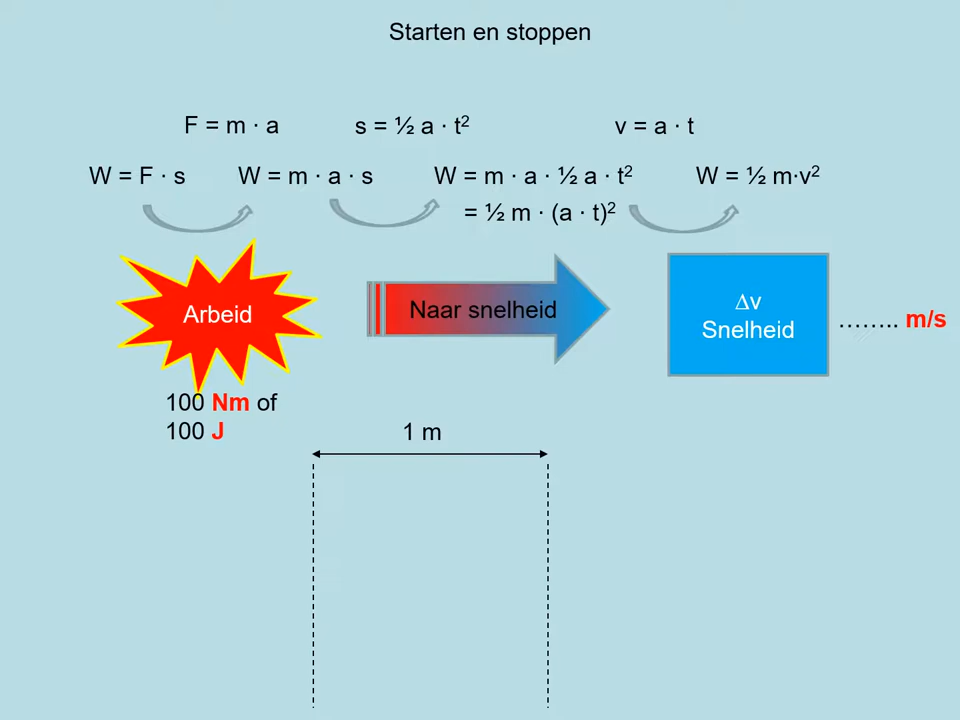 Starten en stoppen
F = m · a
s = ½ a · t²
v = a · t
W = F · s
W = m · a · s
W = m · a · ½ a · t²
= ½ m · (a · t)²
W = ½ m·v²
Arbeid
Naar snelheid
Δv
Snelheid
…….. m/s
100 Nm of
100 J
1 m